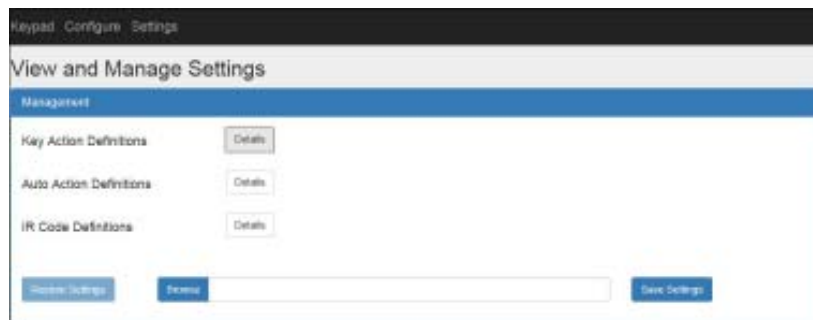 Keypad Configure Settings
View and Manage Settings
Management
Key Action Definitions Details
Auto Action Definitions Details
IR Code Definitions Details
Restore Settings Browse Save Settings